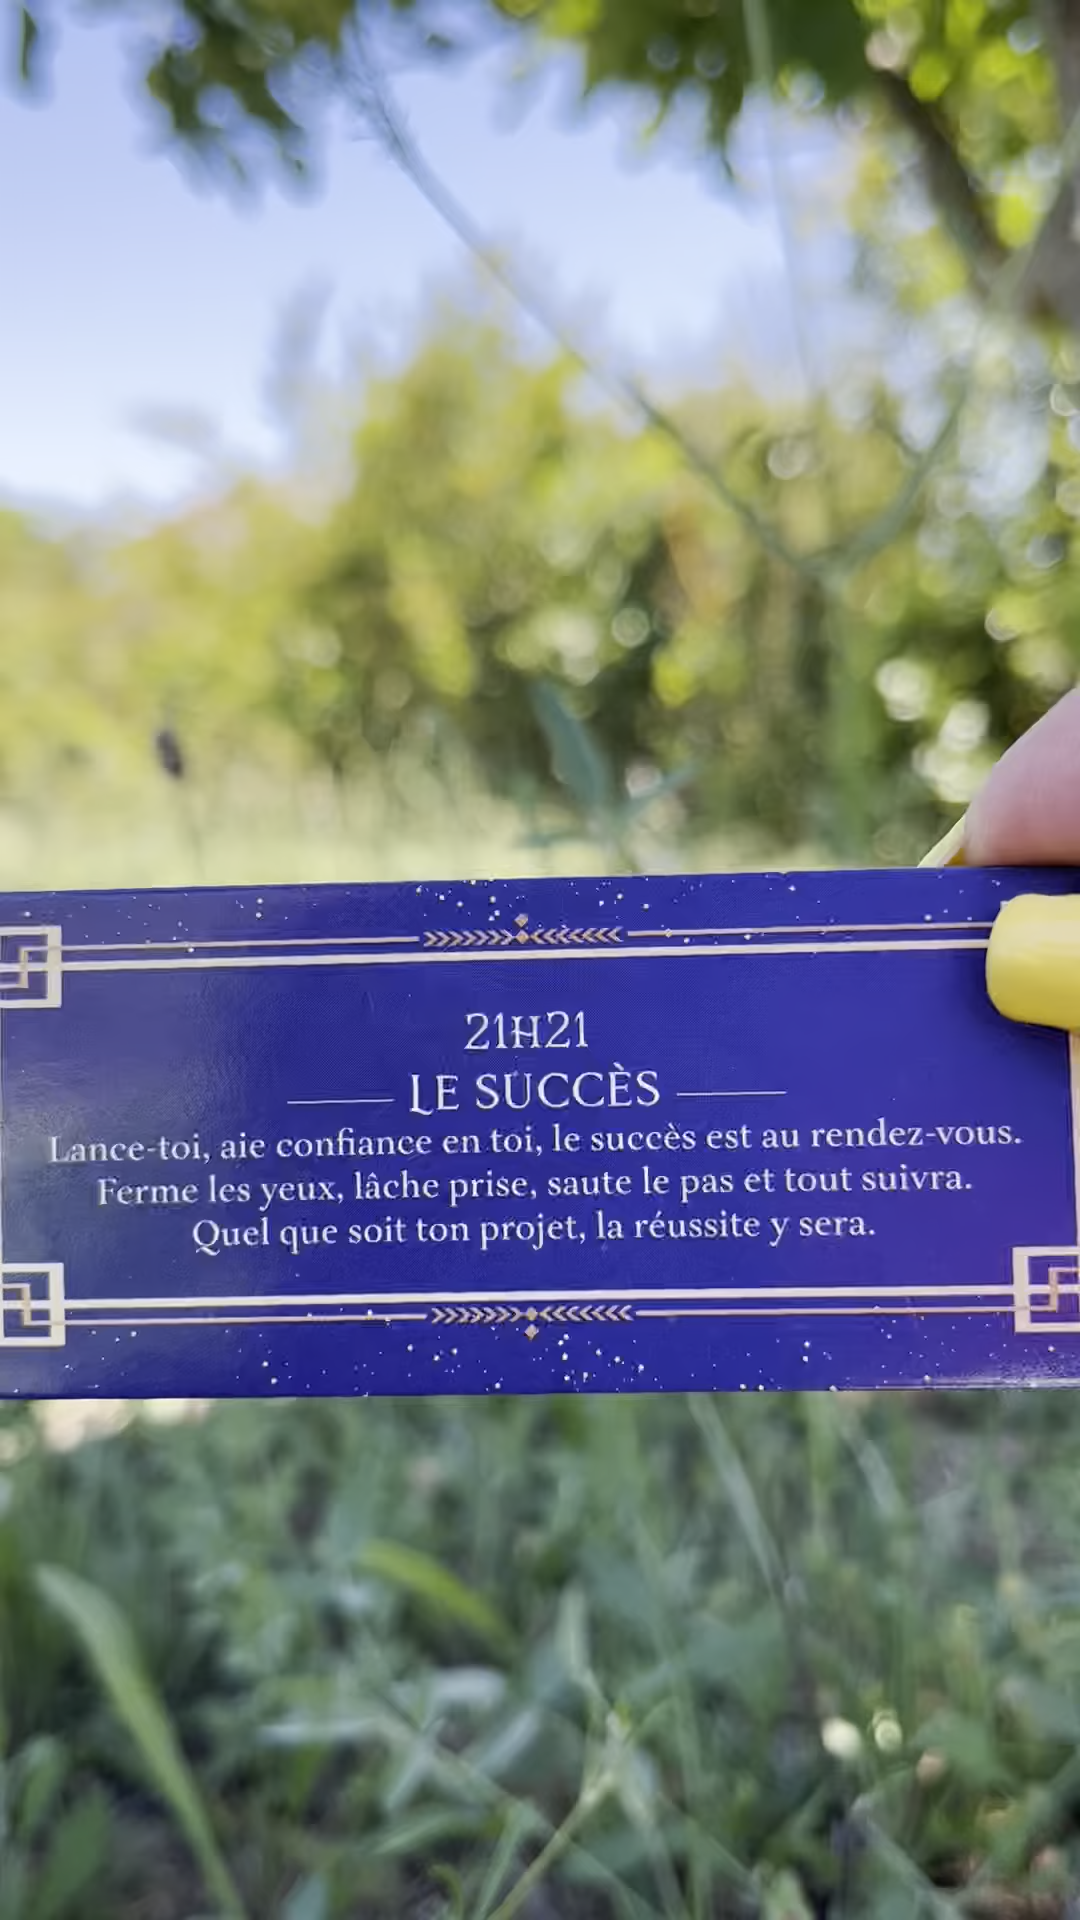 21H21
LE SUCCÈS
Lance-toi, aie confiance en toi, le succès est au rendez-vous.
Ferme les yeux, lâche prise, saute le pas et tout suivra.
Quel que soit ton projet, la réussite y sera.